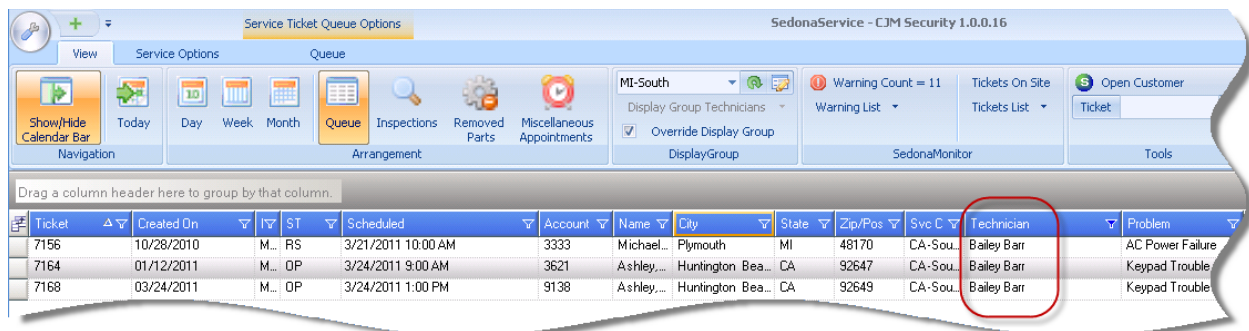 Service Ticket Queue Options
SedonaService - CJM Security 1.0.0.16
View Service Options Queue
Show/Hide Calendar Bar
Today
Navigation
10
Day
Week
Month
Queue
Inspections
Removed Parts
Miscellaneous Appointments
Arrangement
MI-South
Display Group Technicians
Override Display Group
DisplayGroup
Warning Count = 11
Warning List
Tickets On Site
Tickets List
SedonaMonitor
S Open Customer
Ticket
Tools
Drag a column header here to group by that column.
Ticket Created On I ST Scheduled Account Name City State Zip/Pos Svc C Technician Problem
7156 10/28/2010 M... RS 3/21/2011 10:00 AM 3333 Michael... Plymouth MI 48170 CA-Sou... Bailey Barr AC Power Failure
7164 01/12/2011 M... OP 3/24/2011 9:00 AM 3621 Ashley,... Huntington Bea... CA 92647 CA-Sou... Bailey Barr Keypad Trouble
7168 03/24/2011 M... OP 3/24/2011 1:00 PM 9138 Ashley,... Huntington Bea... CA 92649 CA-Sou... Bailey Barr Keypad Trouble